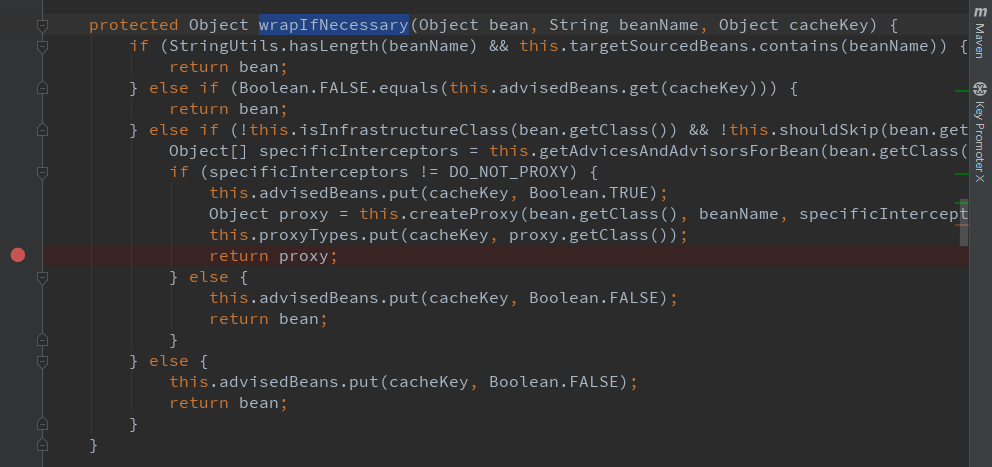 protected Object wrapIfNecessary(Object bean, String beanName, Object cacheKey) {
if (StringUtils.hasLength(beanName) && this.targetSourcedBeans.contains(beanName)) {
return bean;
} else if (Boolean.FALSE.equals(this.advisedBeans.get(cacheKey))) {
return bean;
} else if (!this.isInfrastructureClass(bean.getClass()) && !this.shouldSkip(bean.get
Object[] specificInterceptors = this.getAdvicesAndAdvisorsForBean(bean.getClass(
if (specificInterceptors != DO_NOT_PROXY) {
this.advisedBeans.put(cacheKey, Boolean.TRUE);
Object proxy = this.createProxy(bean.getClass(), beanName, specificIntercept
this.proxyTypes.put(cacheKey, proxy.getClass());
return proxy;
} else {
this.advisedBeans.put(cacheKey, Boolean.FALSE);
return bean;
}
} else {
this.advisedBeans.put(cacheKey, Boolean.FALSE);
return bean;
}
}
m Maven
Key Promoter X